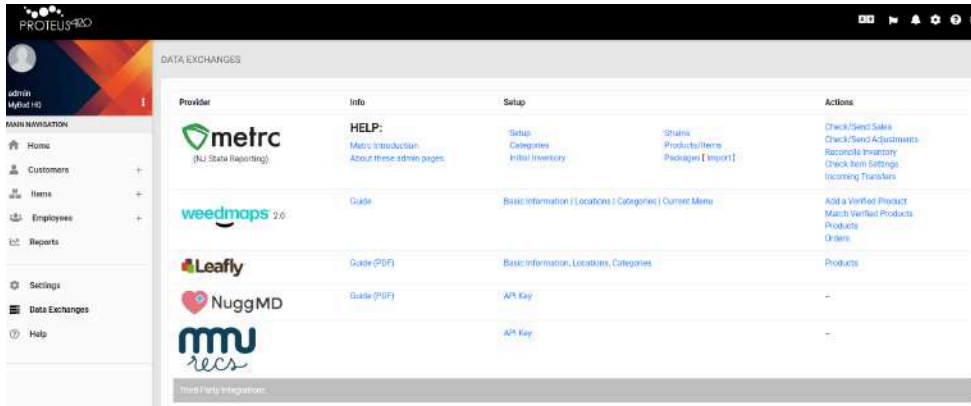 PROTEUS420
DATA EXCHANGES
admin
MyBud HQ
MAIN NAVIGATION
Home
Customers +
Items +
Employees +
Reports
Settings
Data Exchanges
Help
Provider Info Setup Actions
metrc
(NJ State Reporting)
HELP:
Metrc Introduction
About these admin pages
Setup
Categories
Initial Inventory
Strains
Products/Items
Packages [ Import ]
Check/Send Sales
Check/Send Adjustments
Reconcile Inventory
Check Item Settings
Incoming Transfers
weedmaps 2.0
Guide
Basic Information | Locations | Categories | Current Menu
Add a Verified Product
Match Verified Products
Products
Orders
Leafly
Guide (PDF)
Basic Information, Locations, Categories
Products
NuggMD
Guide (PDF)
API Key
--
mmj
recs
API Key
--
Third Party Integrations